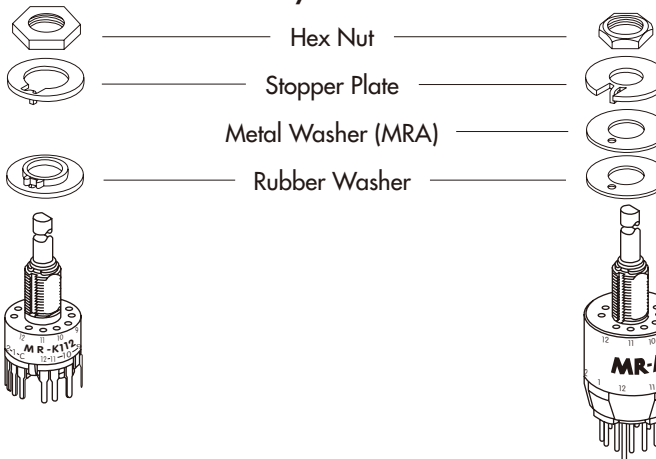 Hex Nut
Stopper Plate
Metal Washer (MRA)
Rubber Washer
12 11 10 9
MR-K112
2-1-C 12-11-10-9
12 11 10
MR-
2 1 12 11